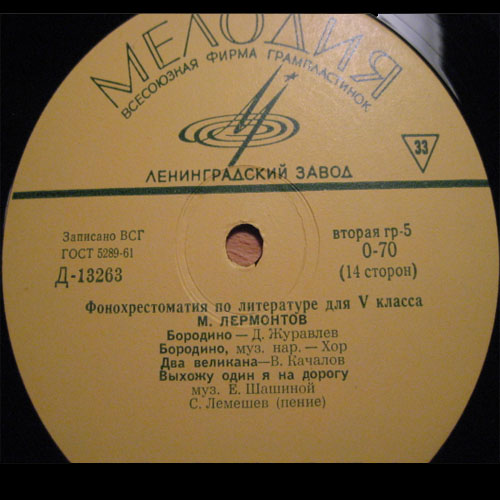 МЕЛОДИЯ
ВСЕСОЮЗНАЯ ФИРМА ГРАМПЛАСТИНОК
33
ЛЕНИНГРАДСКИЙ ЗАВОД
Записано ВСГ
ГОСТ 5289-61
Д-13263
вторая гр-5
0-70
(14 сторон)
Фонохрестоматия по литературе для V класса
М. ЛЕРМОНТОВ
Бородино — Д. Журавлев
Бородино, муз. нар. — Хор
Два великана — В. Качалов
Выхожу один я на дорогу
муз. Е. Шашиной
С. Лемешев (пение)